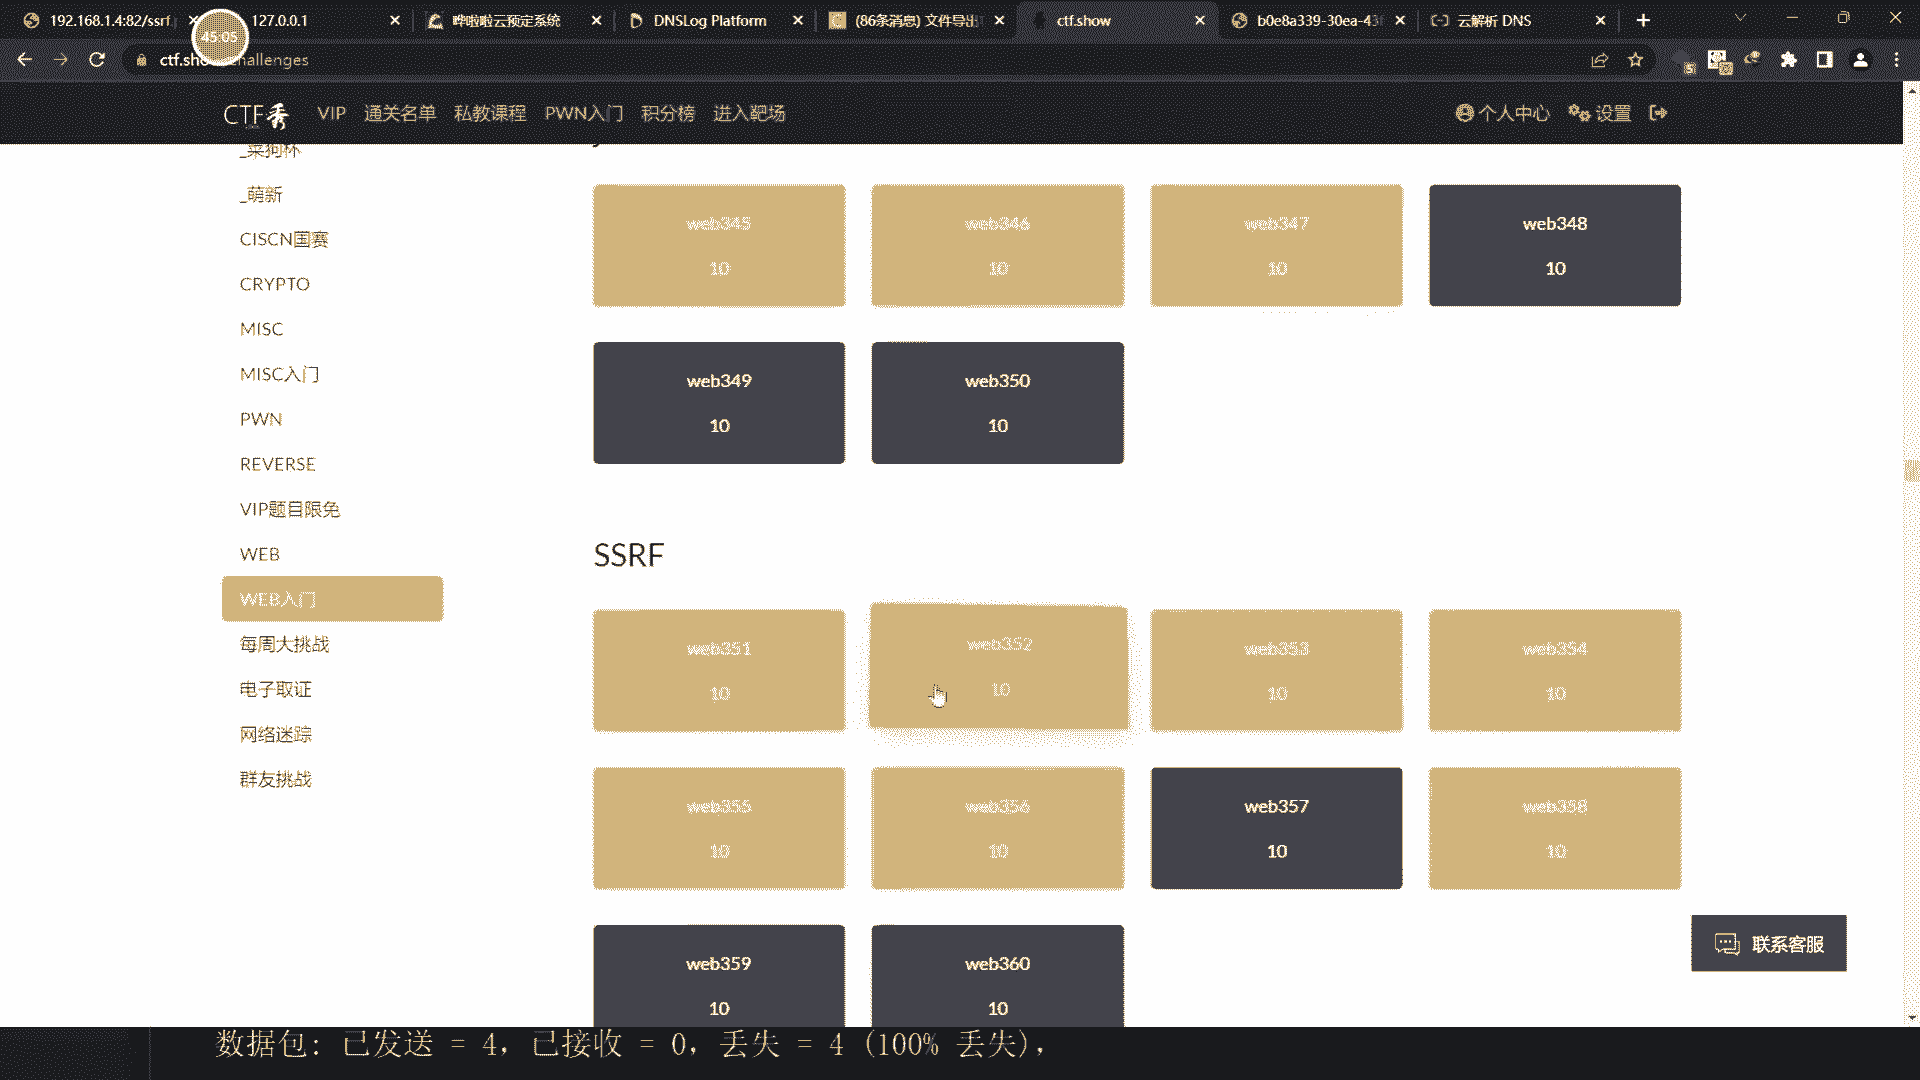 192.168.1.4:82/ssrf
127.0.0.1
哗啦啦云预定系统
DNSLog Platform
(86条消息) 文件导出
ctf.show
b0e8a339-30ea-43
云解析 DNS
45:05
ctf.sho
hallenges
CTF秀
VIP
通关名单
私教课程
PWN入门
积分榜
进入靶场
个人中心
设置
_菜狗杯
_萌新
CISCN国赛
CRYPTO
MISC
MISC入门
PWN
REVERSE
VIP题目限免
WEB
WEB入门
每周大挑战
电子取证
网络迷踪
群友挑战
web345
10
web346
10
web347
10
web348
10
web349
10
web350
10
SSRF
web351
10
web352
10
web353
10
web354
10
web355
10
web356
10
web357
10
web358
10
web359
10
web360
10
联系客服
数据包: 已发送 = 4, 已接收 = 0, 丢失 = 4 (100% 丢失),